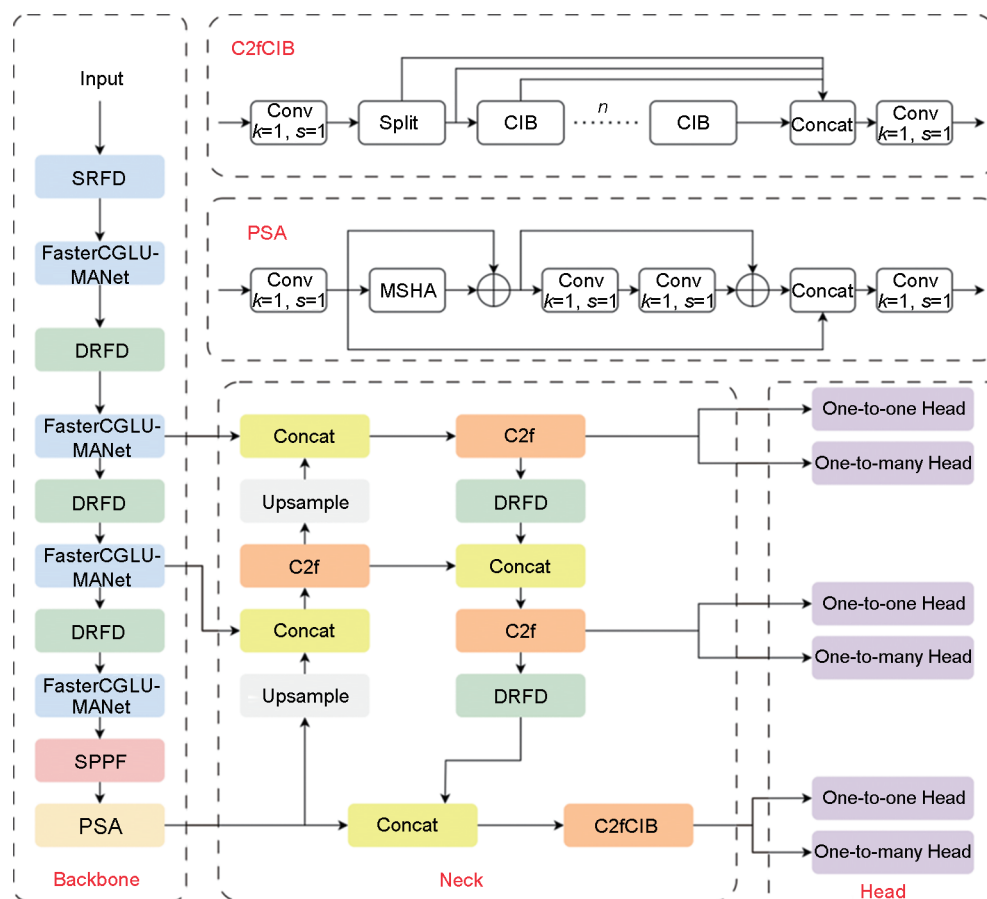 Input
SRFD
FasterCGLU-
MANet
DRFD
FasterCGLU-
MANet
DRFD
FasterCGLU-
MANet
DRFD
FasterCGLU-
MANet
SPPF
PSA
Backbone
C2fCIB
Conv
k=1, s=1
Split
CIB
n
CIB
Concat
Conv
k=1, s=1
PSA
Conv
k=1, s=1
MSHA
Conv
k=1, s=1
Conv
k=1, s=1
Concat
Conv
k=1, s=1
Concat
Upsample
C2f
Concat
Upsample
C2f
DRFD
Concat
C2f
DRFD
Concat
C2fCIB
Neck
One-to-one Head
One-to-many Head
One-to-one Head
One-to-many Head
One-to-one Head
One-to-many Head
Head